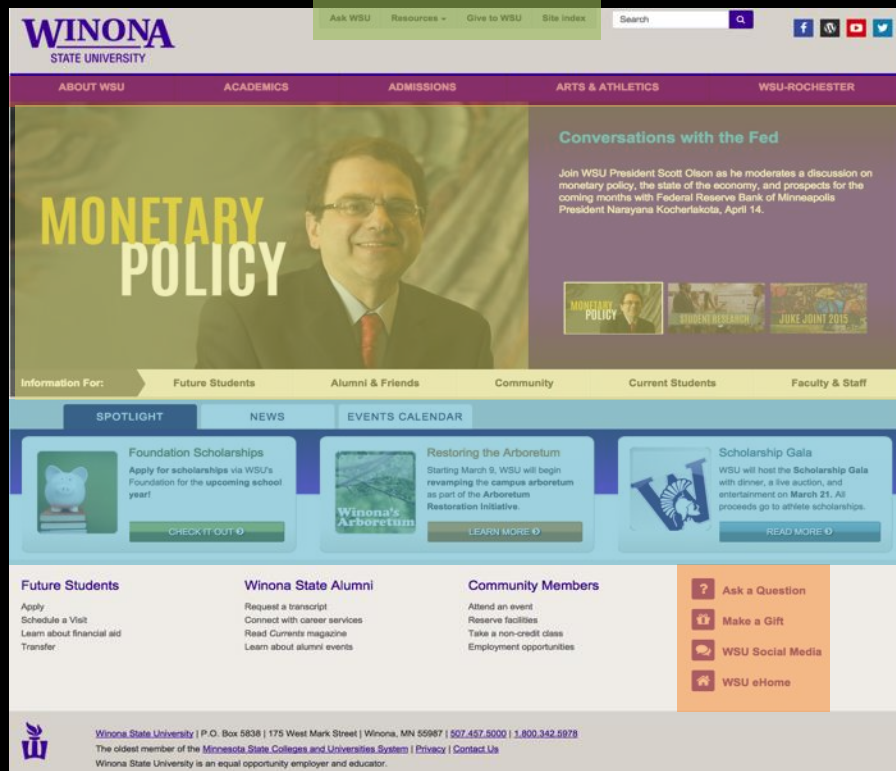 WINONA
STATE UNIVERSITY
Ask WSU Resources Give to WSU Site index Search
ABOUT WSU ACADEMICS ADMISSIONS ARTS & ATHLETICS WSU-ROCHESTER
MONETARY
POLICY
Conversations with the Fed
Join WSU President Scott Olson as he moderates a discussion on
monetary policy, the state of the economy, and prospects for the
coming months with Federal Reserve Bank of Minneapolis
President Narayana Kocherlakota, April 14.
MONETARY
POLICY
STUDENT RESEARCH
JUKE JOINT 2015
Information For: Future Students Alumni & Friends Community Current Students Faculty & Staff
SPOTLIGHT NEWS EVENTS CALENDAR
Foundation Scholarships
Apply for scholarships via WSU's
Foundation for the upcoming school
year!
CHECK IT OUT
Winona's
Arboretum
Restoring the Arboretum
Starting March 9, WSU will begin
revamping the campus arboretum
as part of the Arboretum
Restoration Initiative.
LEARN MORE
Scholarship Gala
WSU will host the Scholarship Gala
with dinner, a live auction, and
entertainment on March 21. All
proceeds go to athlete scholarships.
READ MORE
Future Students
Apply
Schedule a Visit
Learn about financial aid
Transfer
Winona State Alumni
Request a transcript
Connect with career services
Read Currents magazine
Learn about alumni events
Community Members
Attend an event
Reserve facilities
Take a non-credit class
Employment opportunities
? Ask a Question
Make a Gift
WSU Social Media
WSU eHome
Winona State University | P.O. Box 5838 | 175 West Mark Street | Winona, MN 55987 | 507.457.5000 | 1.800.342.5978
The oldest member of the Minnesota State Colleges and Universities System | Privacy | Contact Us
Winona State University is an equal opportunity employer and educator.